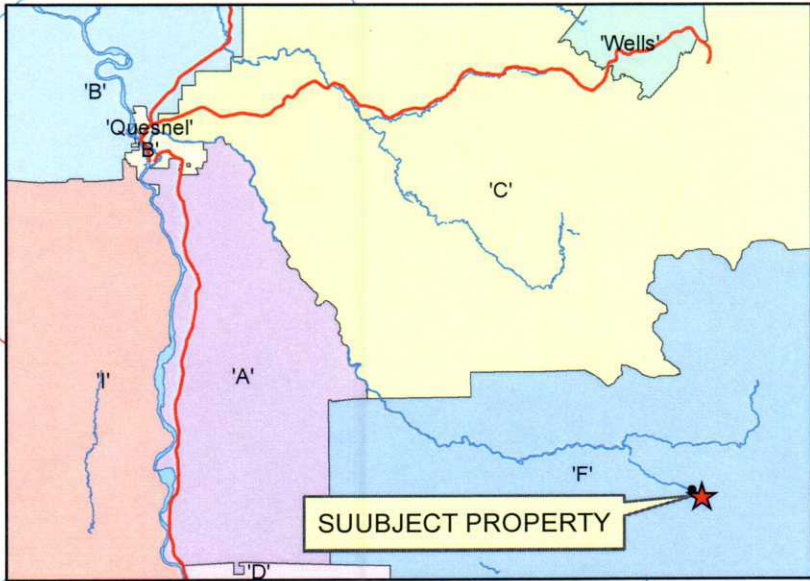 'Wells'
'B'
'Quesnel'
'B'
'C'
'I'
'A'
'F'
SUUBJECT PROPERTY
'D'